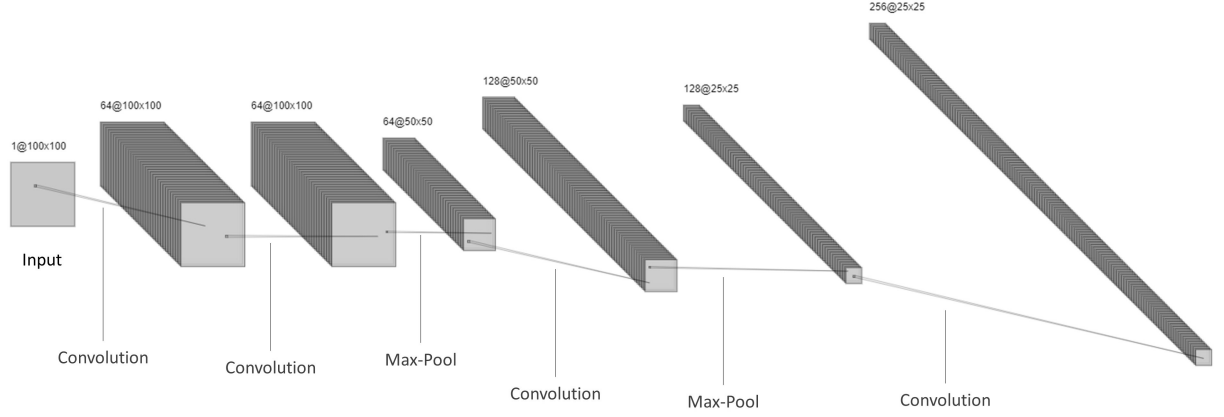 256@25x25
128@50x50
128@25x25
64@100x100
64@100x100
64@50x50
1@100x100
Input
Convolution
Convolution
Max-Pool
Convolution
Max-Pool
Convolution